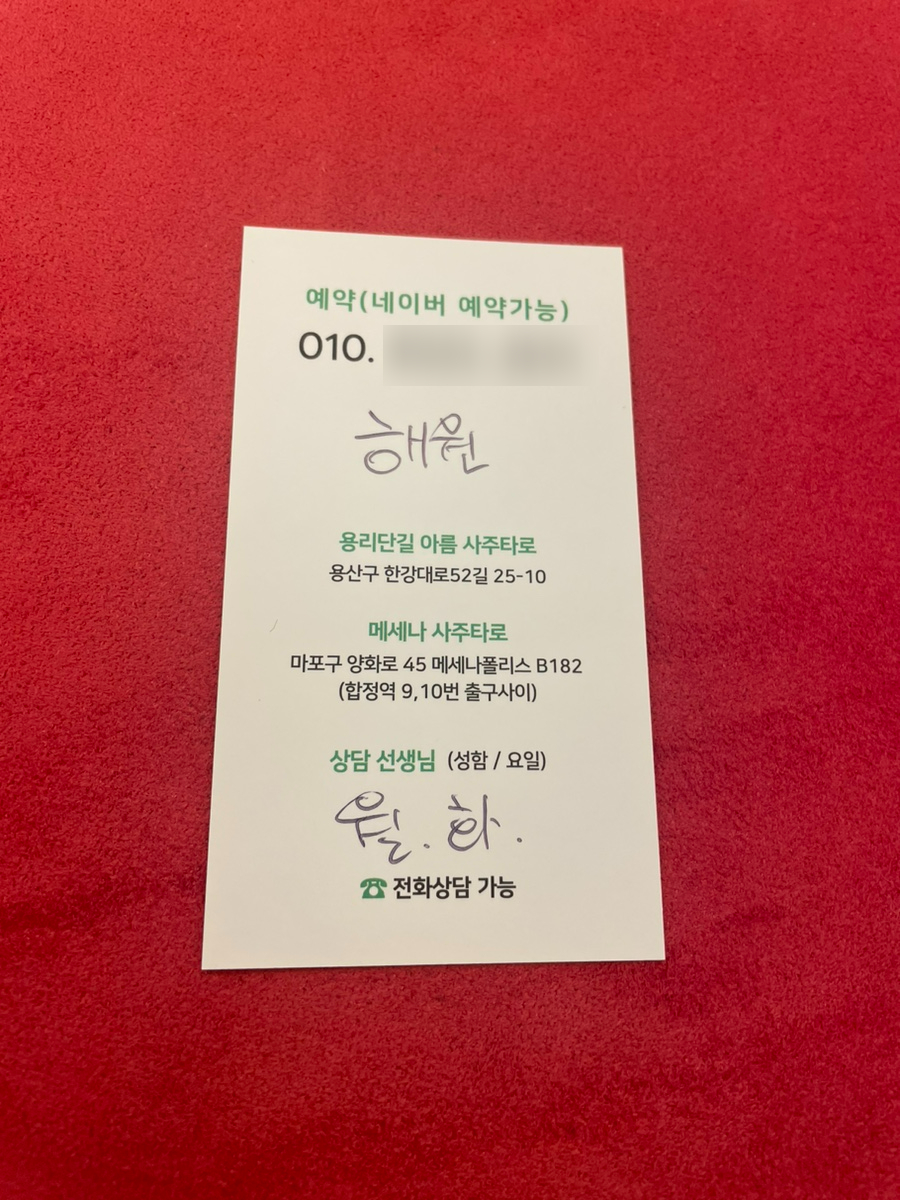 예약(네이버 예약가능)
010.
해원
용리단길 아름 사주타로
용산구 한강대로52길 25-10
메세나 사주타로
마포구 양화로 45 메세나폴리스 B182
(합정역 9,10번 출구사이)
상담 선생님 (성함 / 요일)
월. 화.
☎ 전화상담 가능